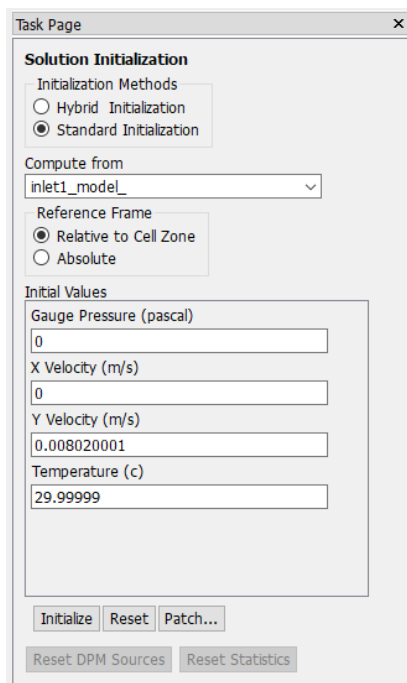 Task Page
Solution Initialization
Initialization Methods
Hybrid Initialization
Standard Initialization
Compute from
inlet1_model_
Reference Frame
Relative to Cell Zone
Absolute
Initial Values
Gauge Pressure (pascal)
0
X Velocity (m/s)
0
Y Velocity (m/s)
0.008020001
Temperature (c)
29.99999
Initialize Reset Patch...
Reset DPM Sources Reset Statistics